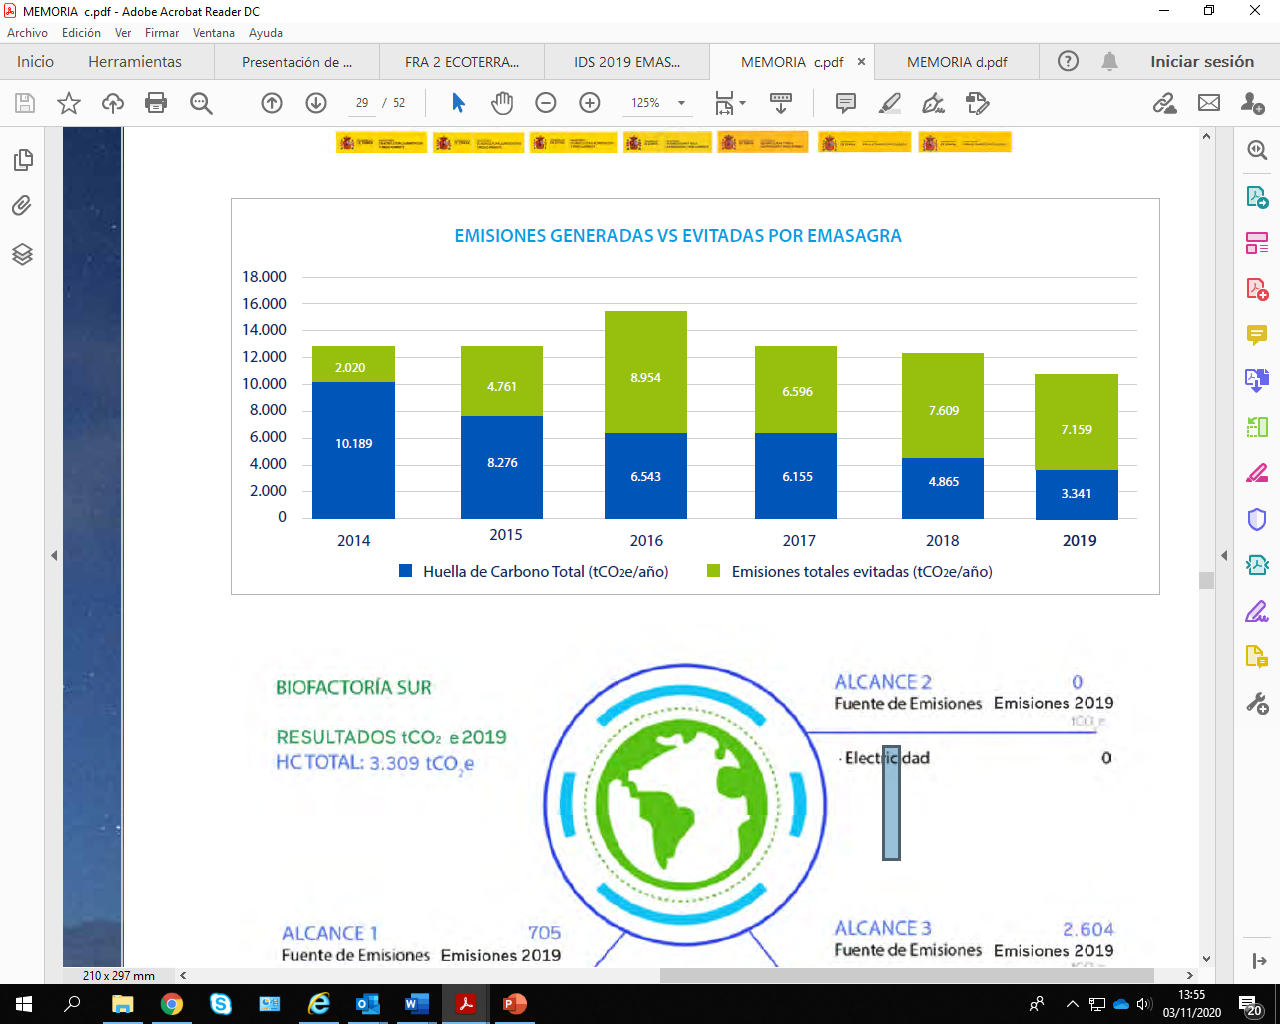 MEMORIA  c.pdf - Adobe Acrobat Reader DC
Archivo Edición Ver Firmar Ventana Ayuda
Inicio Herramientas Presentación de ... FRA 2 ECOTERRA... IDS 2019 EMAS... MEMORIA  c.pdf × MEMORIA d.pdf Iniciar sesión
29 / 52 125%
EMISIONES GENERADAS VS EVITADAS POR EMASAGRA
18.000
16.000
14.000
12.000
10.000
8.000
6.000
4.000
2.000
0
2.020 4.761 8.954 6.596 7.609 7.159
10.189 8.276 6.543 6.155 4.865 3.341
2014 2015 2016 2017 2018 2019
Huella de Carbono Total (tCO2e/año) Emisiones totales evitadas (tCO2e/año)
BIOFACTORÍA SUR
RESULTADOS tCO2 e 2019
HC TOTAL: 3.309 tCO2e
ALCANCE 2 0
Fuente de Emisiones Emisiones 2019
tCO2e
· Electricidad 0
ALCANCE 1 705
Fuente de Emisiones Emisiones 2019
ALCANCE 3 2.604
Fuente de Emisiones Emisiones 2019
210 x 297 mm
13:55
03/11/2020
20